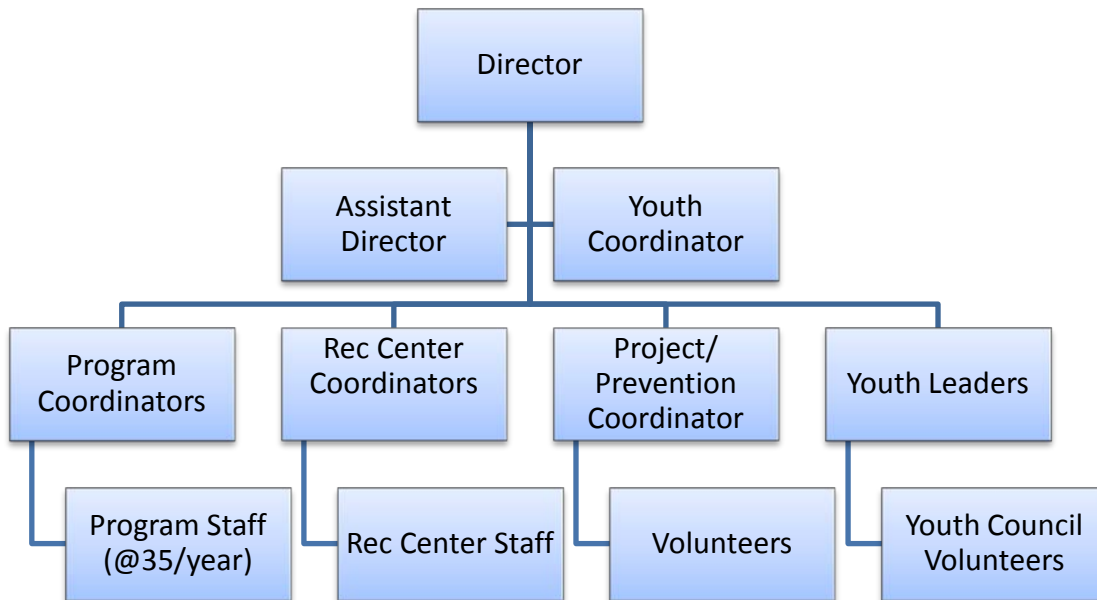 Director
Assistant
Director
Youth
Coordinator
Program
Coordinators
Rec Center
Coordinators
Project/
Prevention
Coordinator
Youth Leaders
Program Staff
(@35/year)
Rec Center Staff
Volunteers
Youth Council
Volunteers